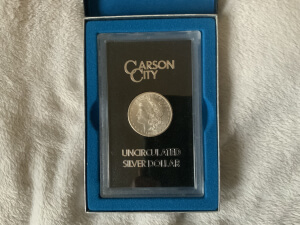 CARSON
CITY
UNCIRCULATED
SILVER DOLLAR